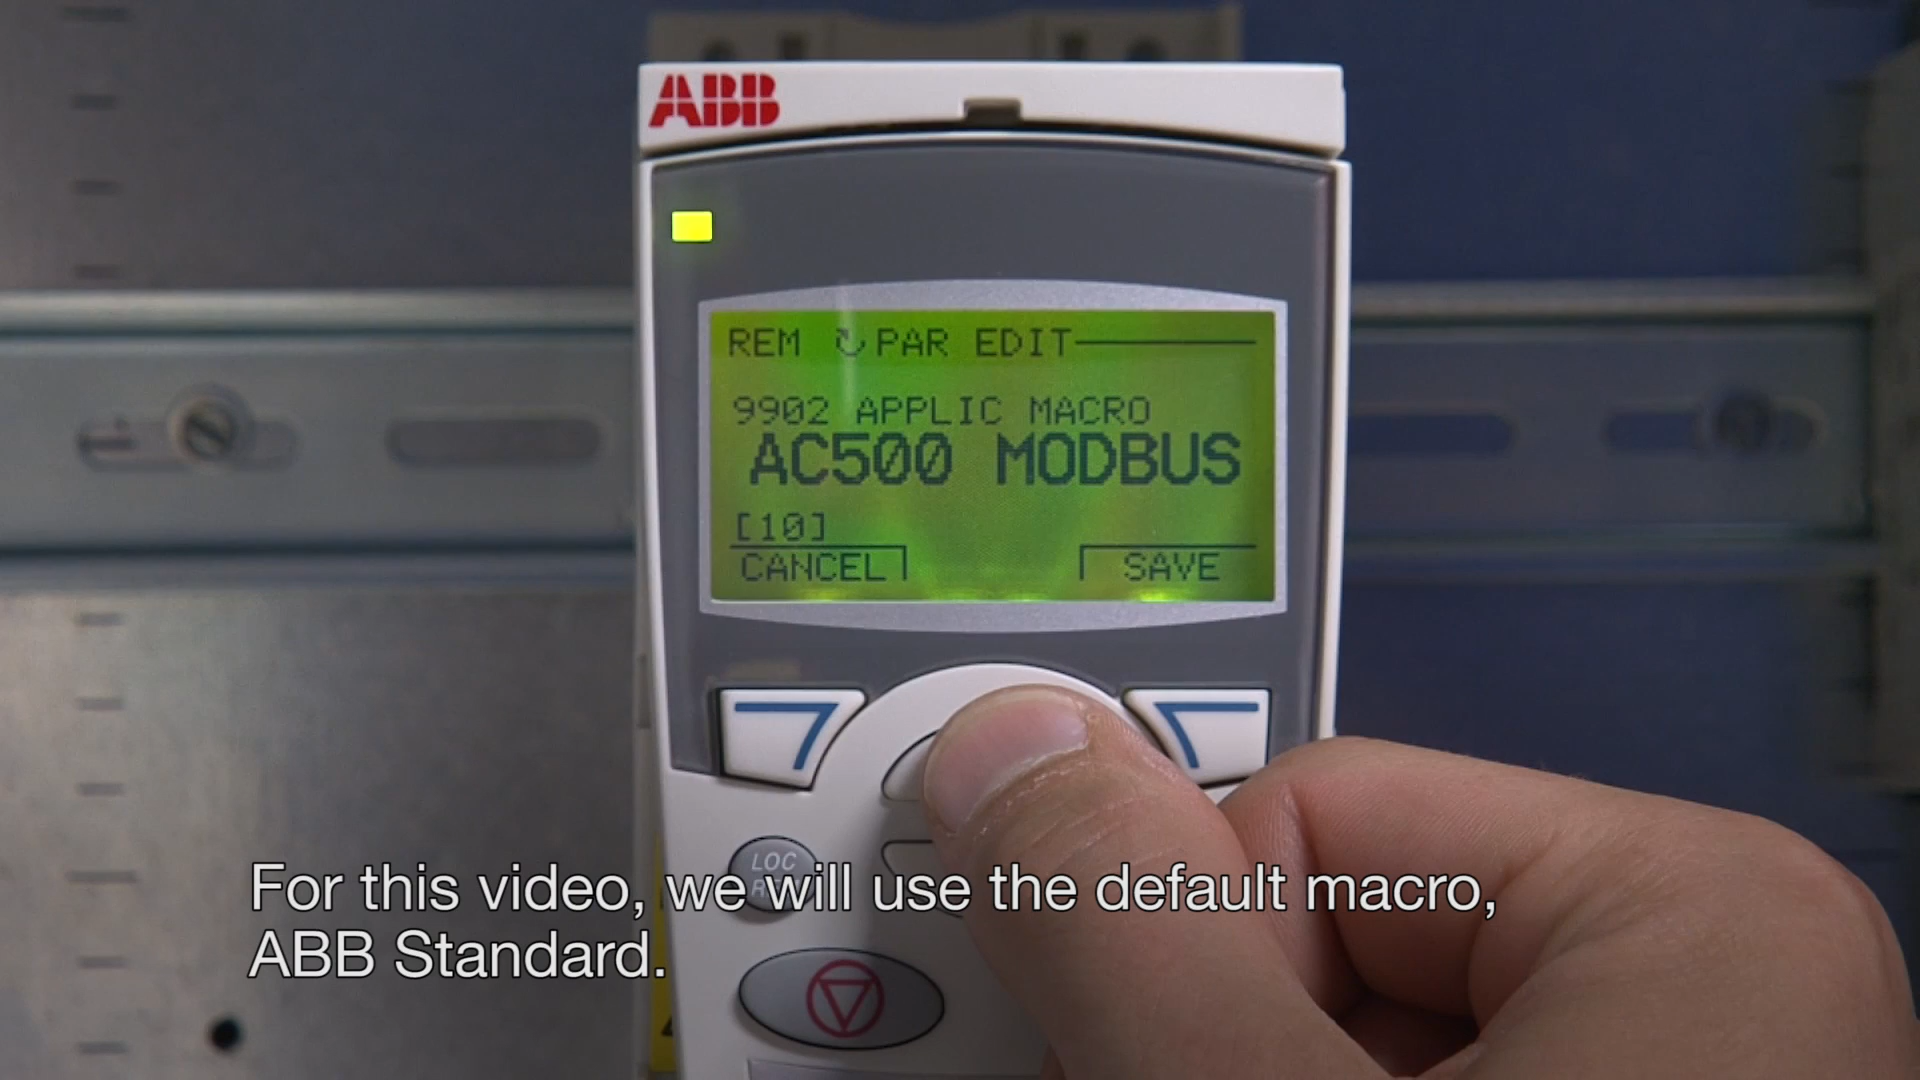 ABB
REM ↻ PAR EDIT
9902 APPLIC MACRO
AC500 MODBUS
[10]
CANCEL SAVE
LOC
For this video, we will use the default macro,
ABB Standard.